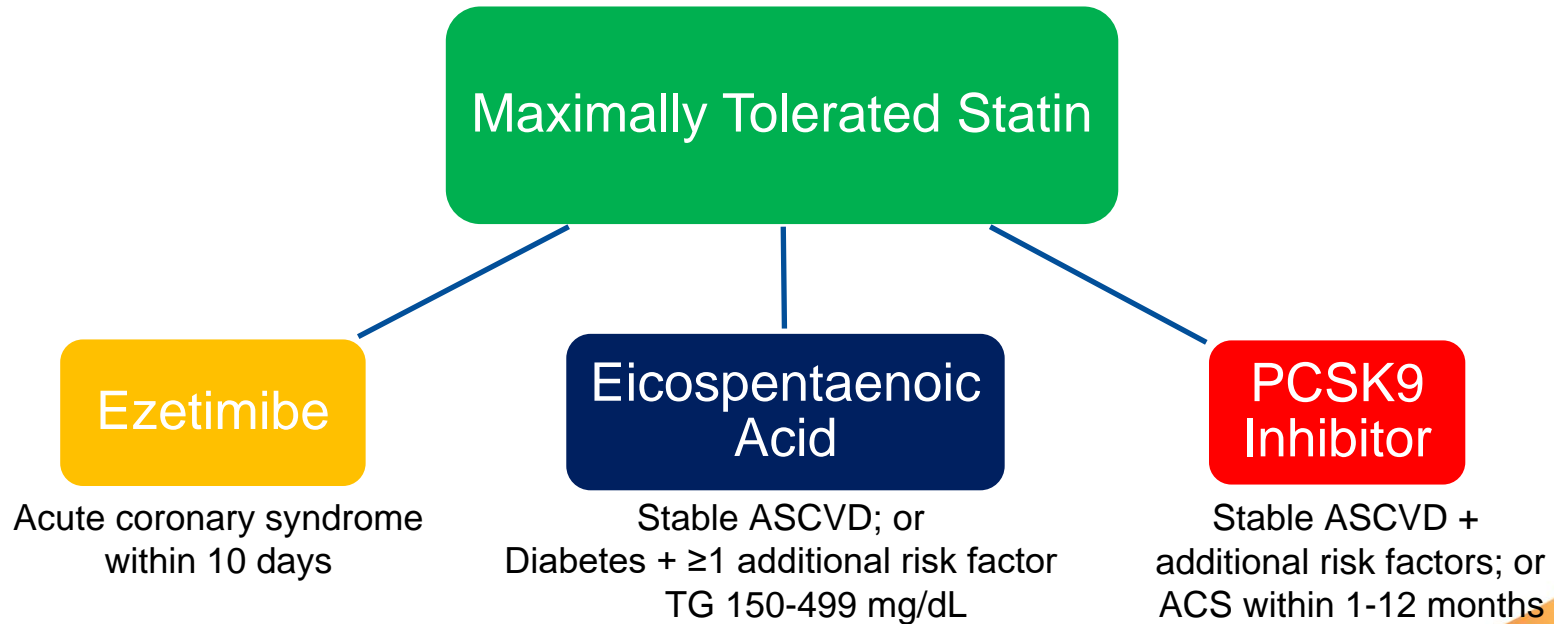 Maximally Tolerated Statin
Ezetimibe
Acute coronary syndrome
within 10 days
Eicospentaenoic
Acid
Stable ASCVD; or
Diabetes + ≥1 additional risk factor
TG 150-499 mg/dL
PCSK9
Inhibitor
Stable ASCVD +
additional risk factors; or
ACS within 1-12 months